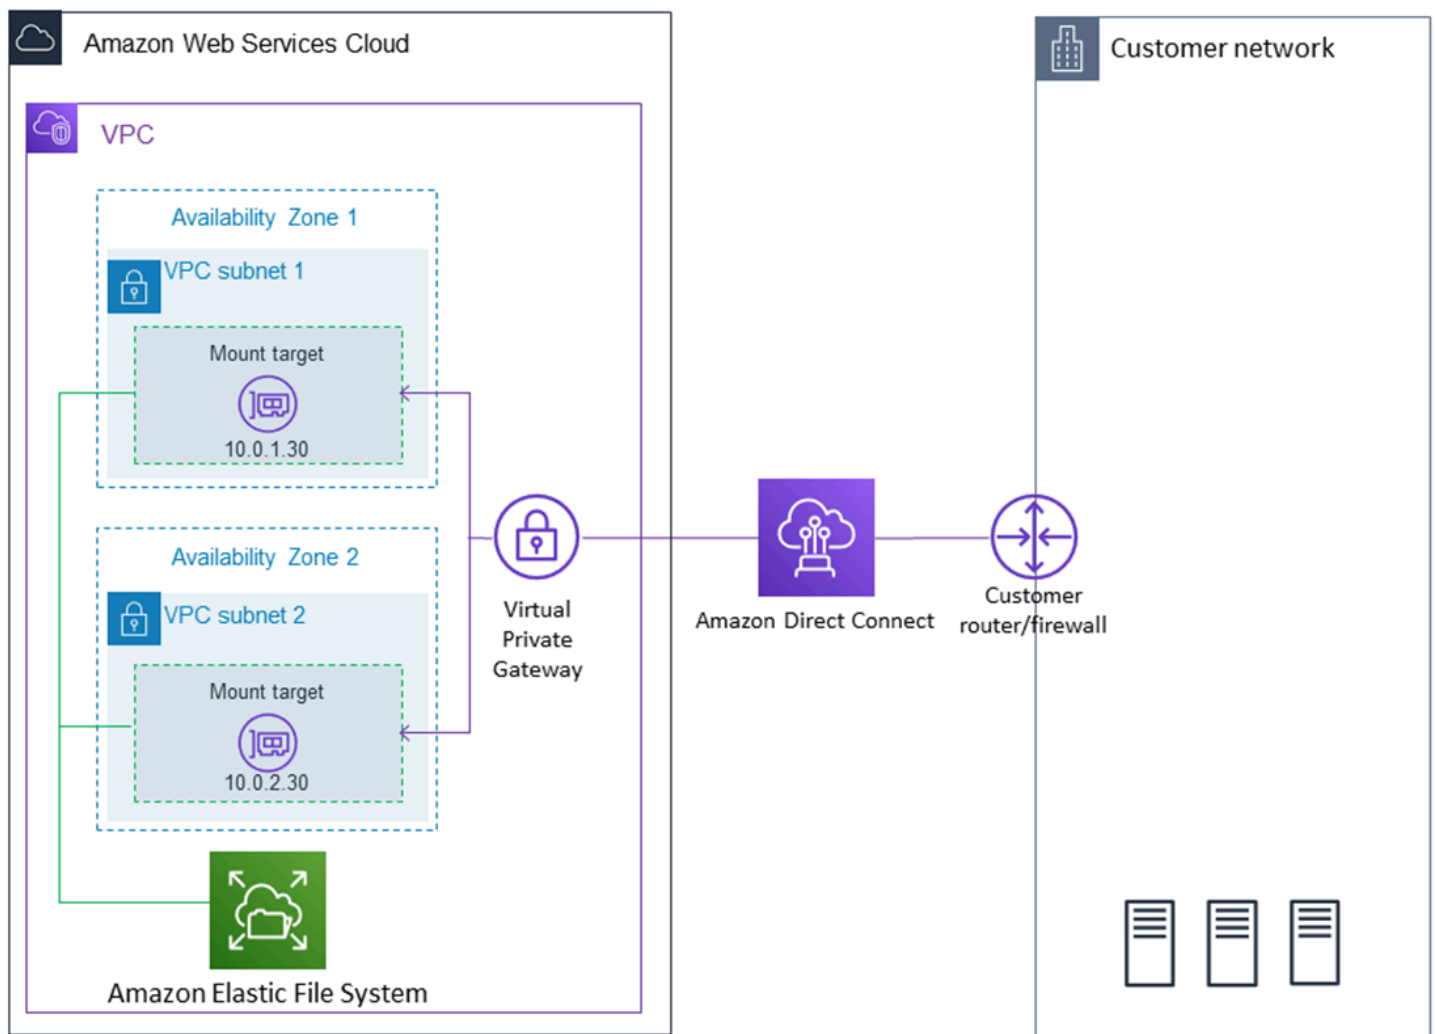 Amazon Web Services Cloud
Customer network
VPC
Availability Zone 1
VPC subnet 1
Mount target
10.0.1.30
Availability Zone 2
VPC subnet 2
Mount target
10.0.2.30
Virtual
Private
Gateway
Amazon Direct Connect
Customer
router/firewall
Amazon Elastic File System